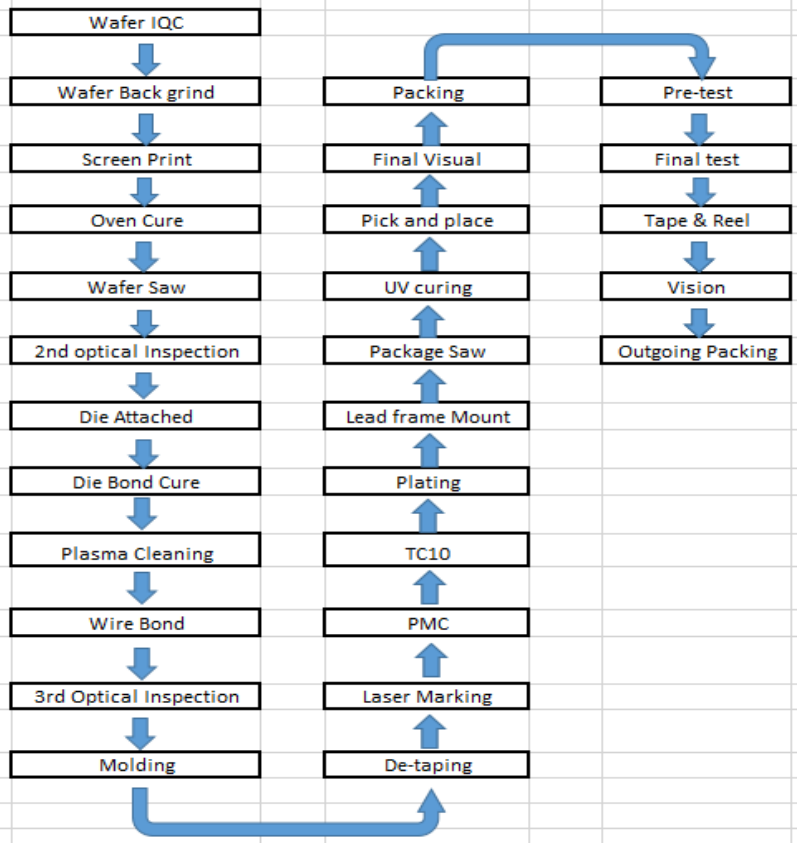 Wafer IQC
Wafer Back grind
Screen Print
Oven Cure
Wafer Saw
2nd optical Inspection
Die Attached
Die Bond Cure
Plasma Cleaning
Wire Bond
3rd Optical Inspection
Molding
De-taping
Laser Marking
PMC
TC10
Plating
Lead frame Mount
Package Saw
UV curing
Pick and place
Final Visual
Packing
Pre-test
Final test
Tape & Reel
Vision
Outgoing Packing